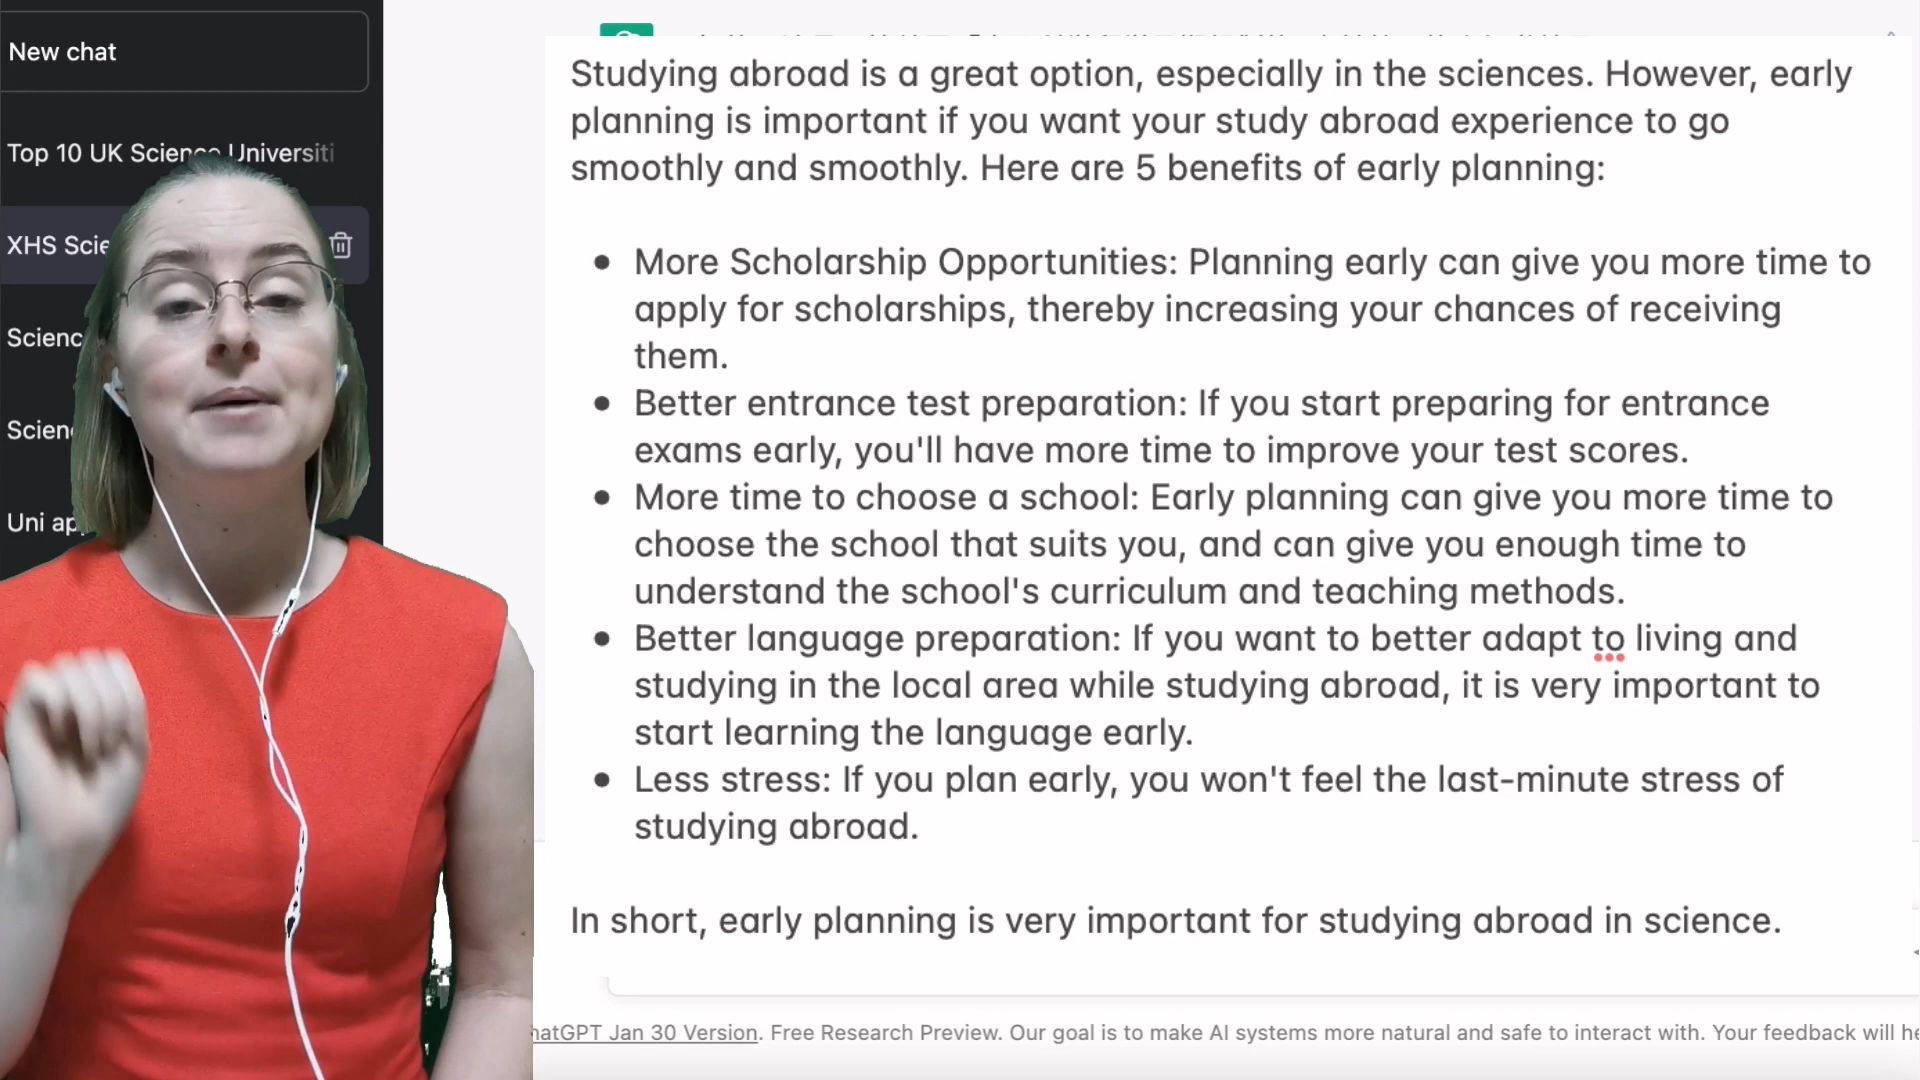 New chat
Top 10 UK Science Universiti
XHS Scie
Scienc
Scien
Uni ap
Studying abroad is a great option, especially in the sciences. However, early
planning is important if you want your study abroad experience to go
smoothly and smoothly. Here are 5 benefits of early planning:
• More Scholarship Opportunities: Planning early can give you more time to
apply for scholarships, thereby increasing your chances of receiving
them.
• Better entrance test preparation: If you start preparing for entrance
exams early, you'll have more time to improve your test scores.
• More time to choose a school: Early planning can give you more time to
choose the school that suits you, and can give you enough time to
understand the school's curriculum and teaching methods.
• Better language preparation: If you want to better adapt to living and
studying in the local area while studying abroad, it is very important to
start learning the language early.
• Less stress: If you plan early, you won't feel the last-minute stress of
studying abroad.
In short, early planning is very important for studying abroad in science.
hatGPT Jan 30 Version. Free Research Preview. Our goal is to make AI systems more natural and safe to interact with. Your feedback will he